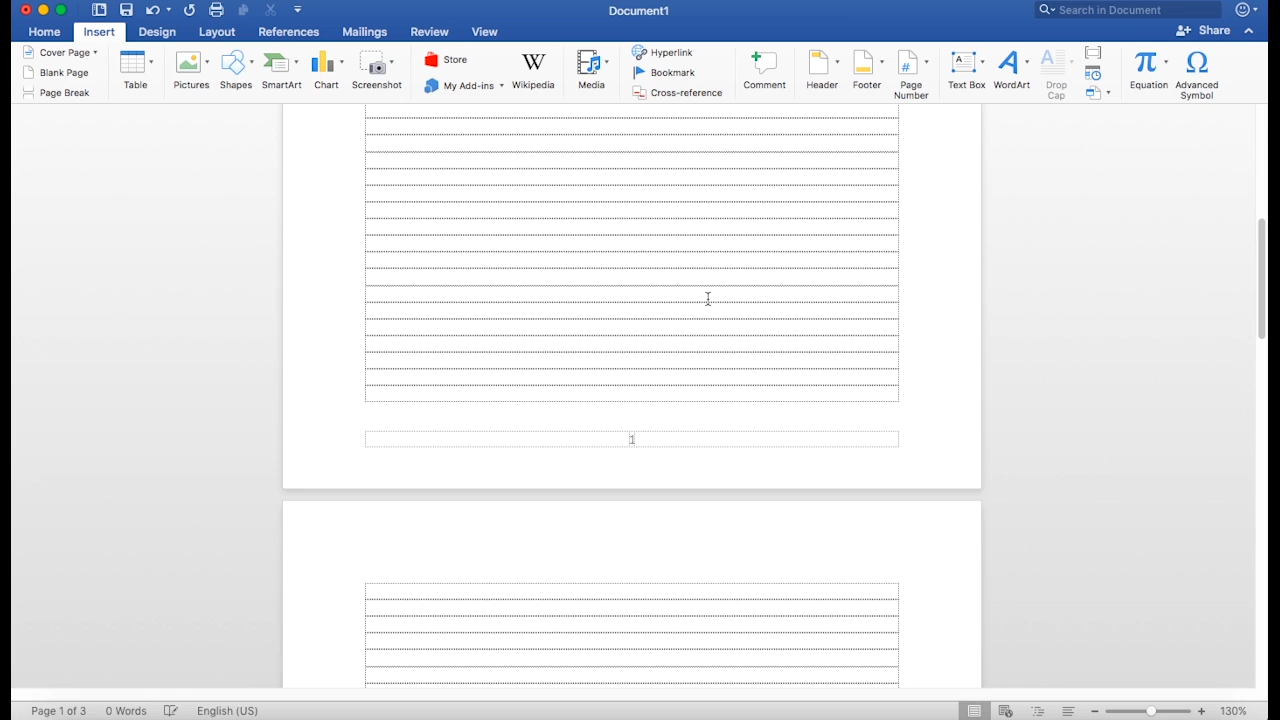 Document1
Search in Document
Home Insert Design Layout References Mailings Review View
Share
Cover Page
Blank Page
Page Break
Table
Pictures
Shapes
SmartArt
Chart
Screenshot
Store
My Add-ins
W
Wikipedia
Media
Hyperlink
Bookmark
Cross-reference
Comment
Header
Footer
#
Page
Number
A
Text Box
A
WordArt
A
Drop
Cap
π
Equation
Ω
Advanced
Symbol
1
Page 1 of 3 0 Words English (US) 130%